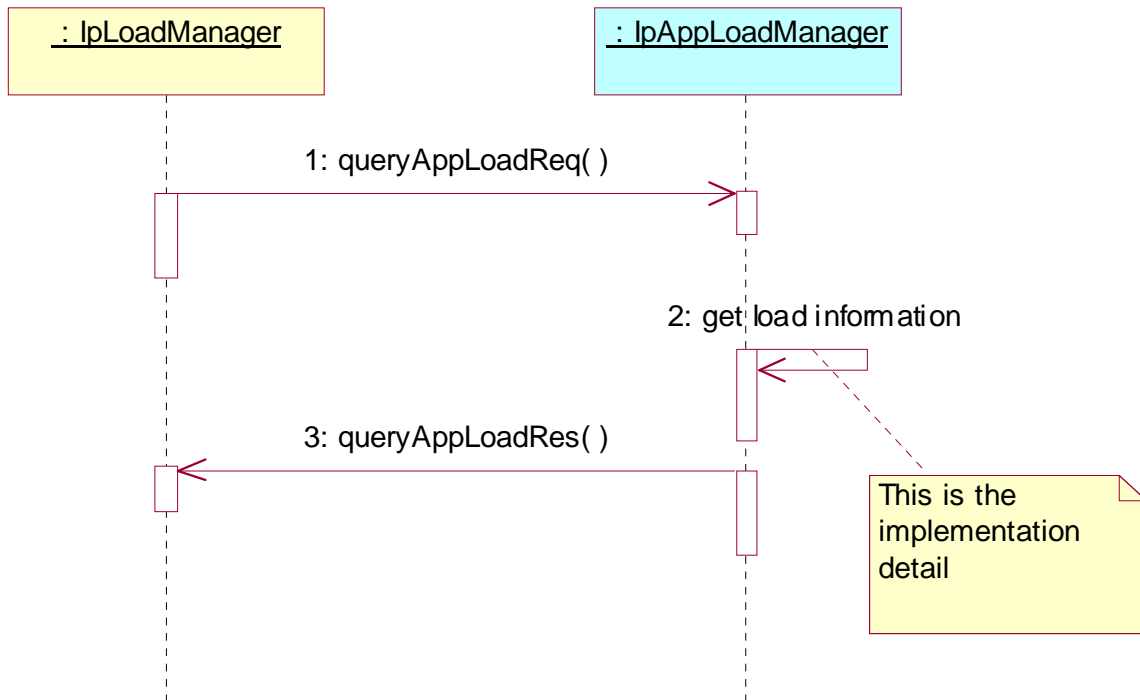 : IpLoadManager
: IpAppLoadManager
1: queryAppLoadReq( )
2: get load information
3: queryAppLoadRes( )
This is the
implementation
detail